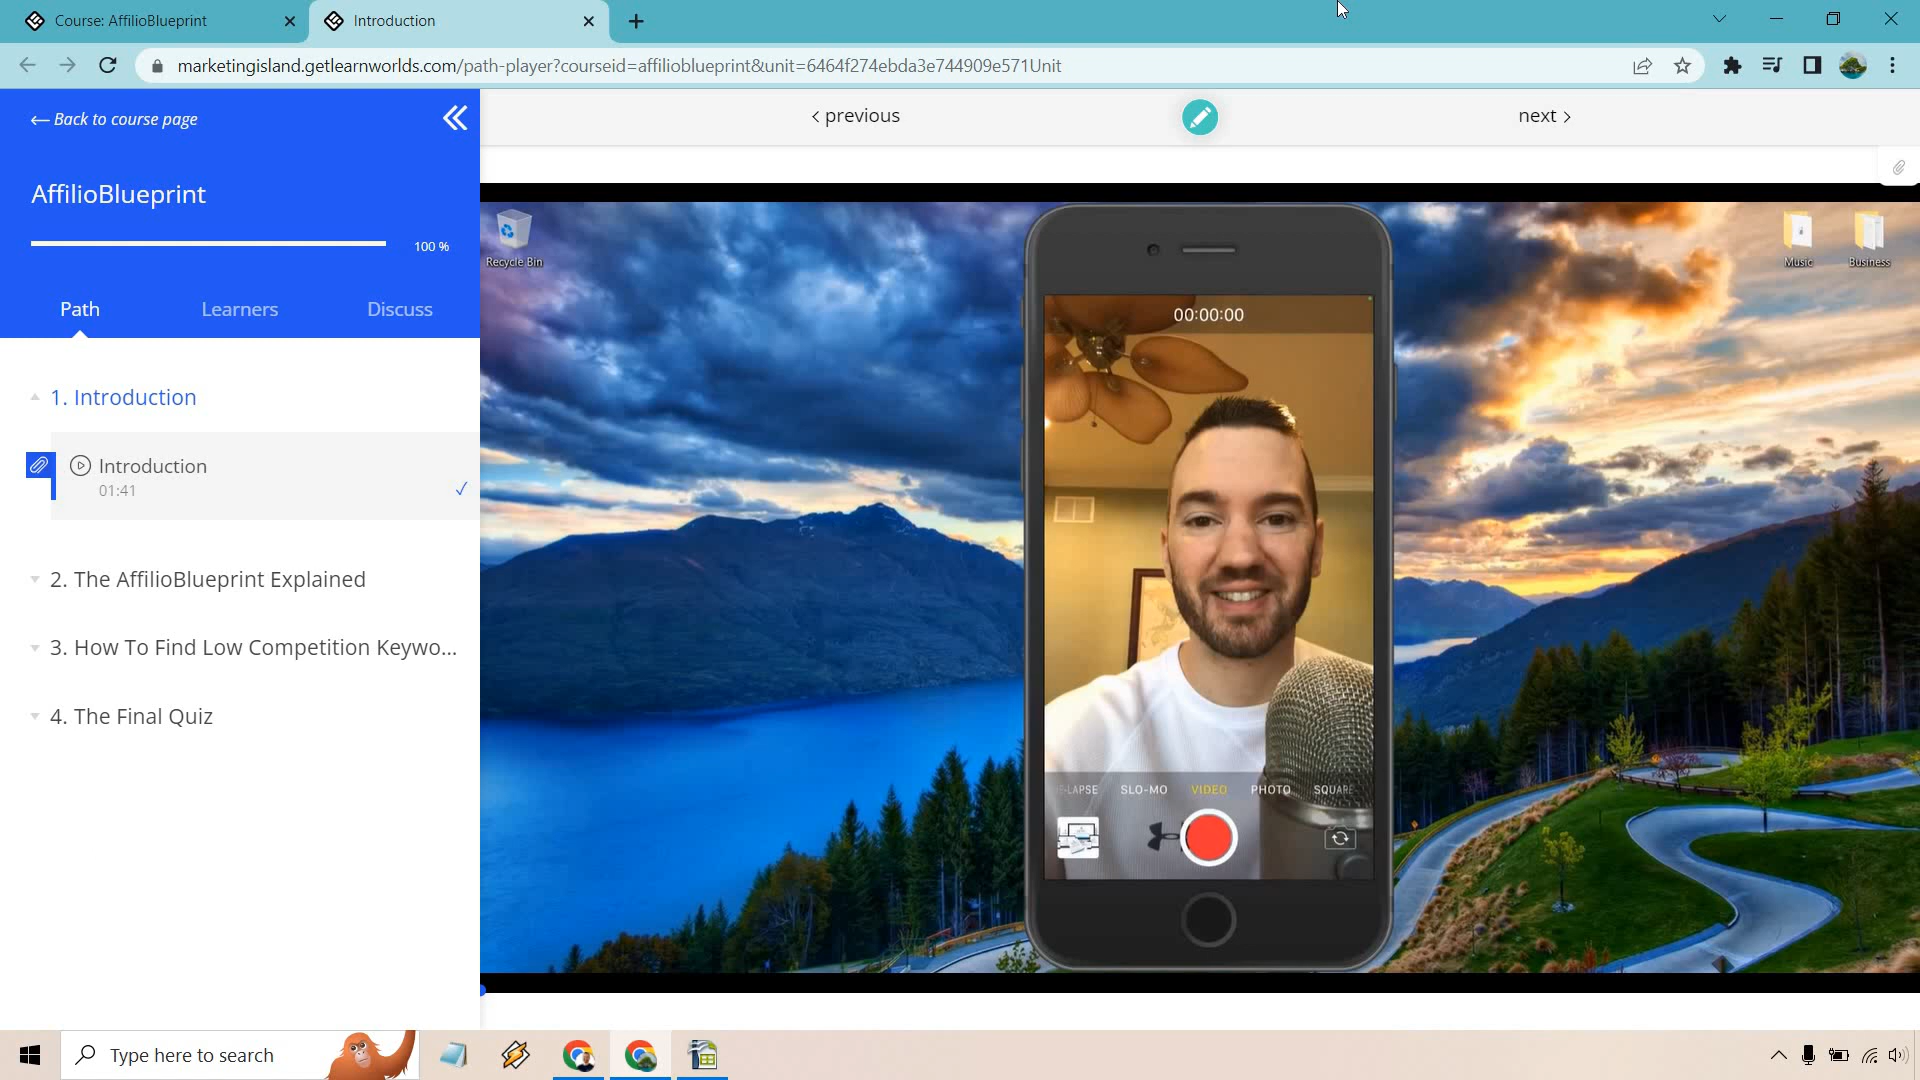 Course: AffilioBlueprint
Introduction
marketingisland.getlearnworlds.com/path-player?courseid=affilioblueprint&unit=6464f274ebda3e744909e571Unit
← Back to course page
< previous
next >
AffilioBlueprint
100 %
Path
Learners
Discuss
1. Introduction
Introduction
01:41
2. The AffilioBlueprint Explained
3. How To Find Low Competition Keywo...
4. The Final Quiz
Recycle Bin
Music
Business
00:00:00
E-LAPSE SLO-MO VIDEO PHOTO SQUARE
Type here to search